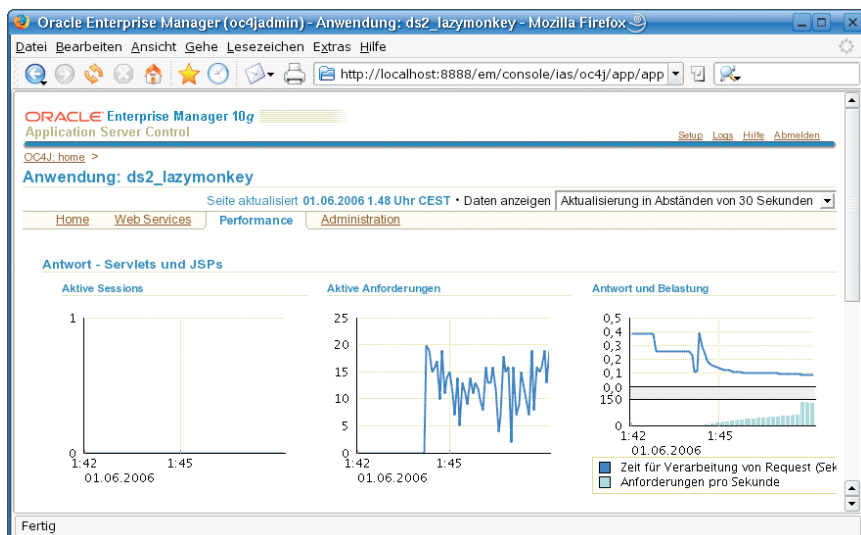 Oracle Enterprise Manager (oc4jadmin) - Anwendung: ds2_lazymonkey - Mozilla Firefox
Datei Bearbeiten Ansicht Gehe Lesezeichen Extras Hilfe
http://localhost:8888/em/console/ias/oc4j/app/app
ORACLE Enterprise Manager 10g
Application Server Control
Setup Logs Hilfe Abmelden
OC4J: home >
Anwendung: ds2_lazymonkey
Seite aktualisiert 01.06.2006 1.48 Uhr CEST • Daten anzeigen Aktualisierung in Abständen von 30 Sekunden
Home Web Services Performance Administration
Antwort - Servlets und JSPs
Aktive Sessions
1
0
1:42 1:45
01.06.2006
Aktive Anforderungen
25
20
15
10
5
0
1:42 1:45
01.06.2006
Antwort und Belastung
0,5
0,4
0,3
0,2
0,1
0,0
150
0
1:42 1:45
01.06.2006
Zeit für Verarbeitung von Request (Sek
Anforderungen pro Sekunde
Fertig